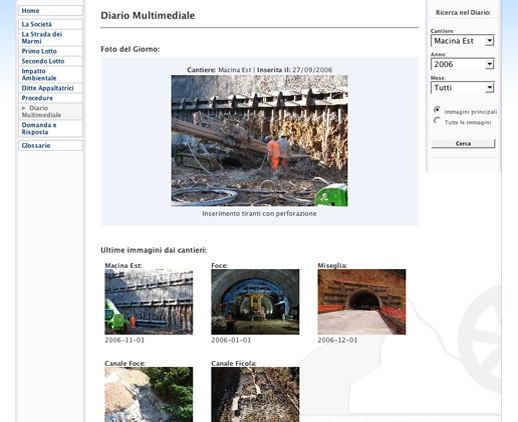 Home
La Società
La Strada dei
Marmi
Primo Lotto
Secondo Lotto
Impatto
Ambientale
Ditte Appaltatrici
Procedure
Diario
Multimediale
Domanda e
Risposta
Glossario
Diario Multimediale
Foto del Giorno:
Cantiere: Macina Est | Inserita il: 27/09/2006
Inserimento tiranti con perforazione
Ultime immagini dai cantieri:
Macina Est:
Foce:
Miseglia:
2006-11-01
2006-01-01
2006-12-01
Canale Foce:
Canale Ficola:
Ricerca nel Diario:
Cantiere:
Macina Est
Anno:
2006
Mese:
Tutti
Immagini principali
Tutte le immagini
Cerca